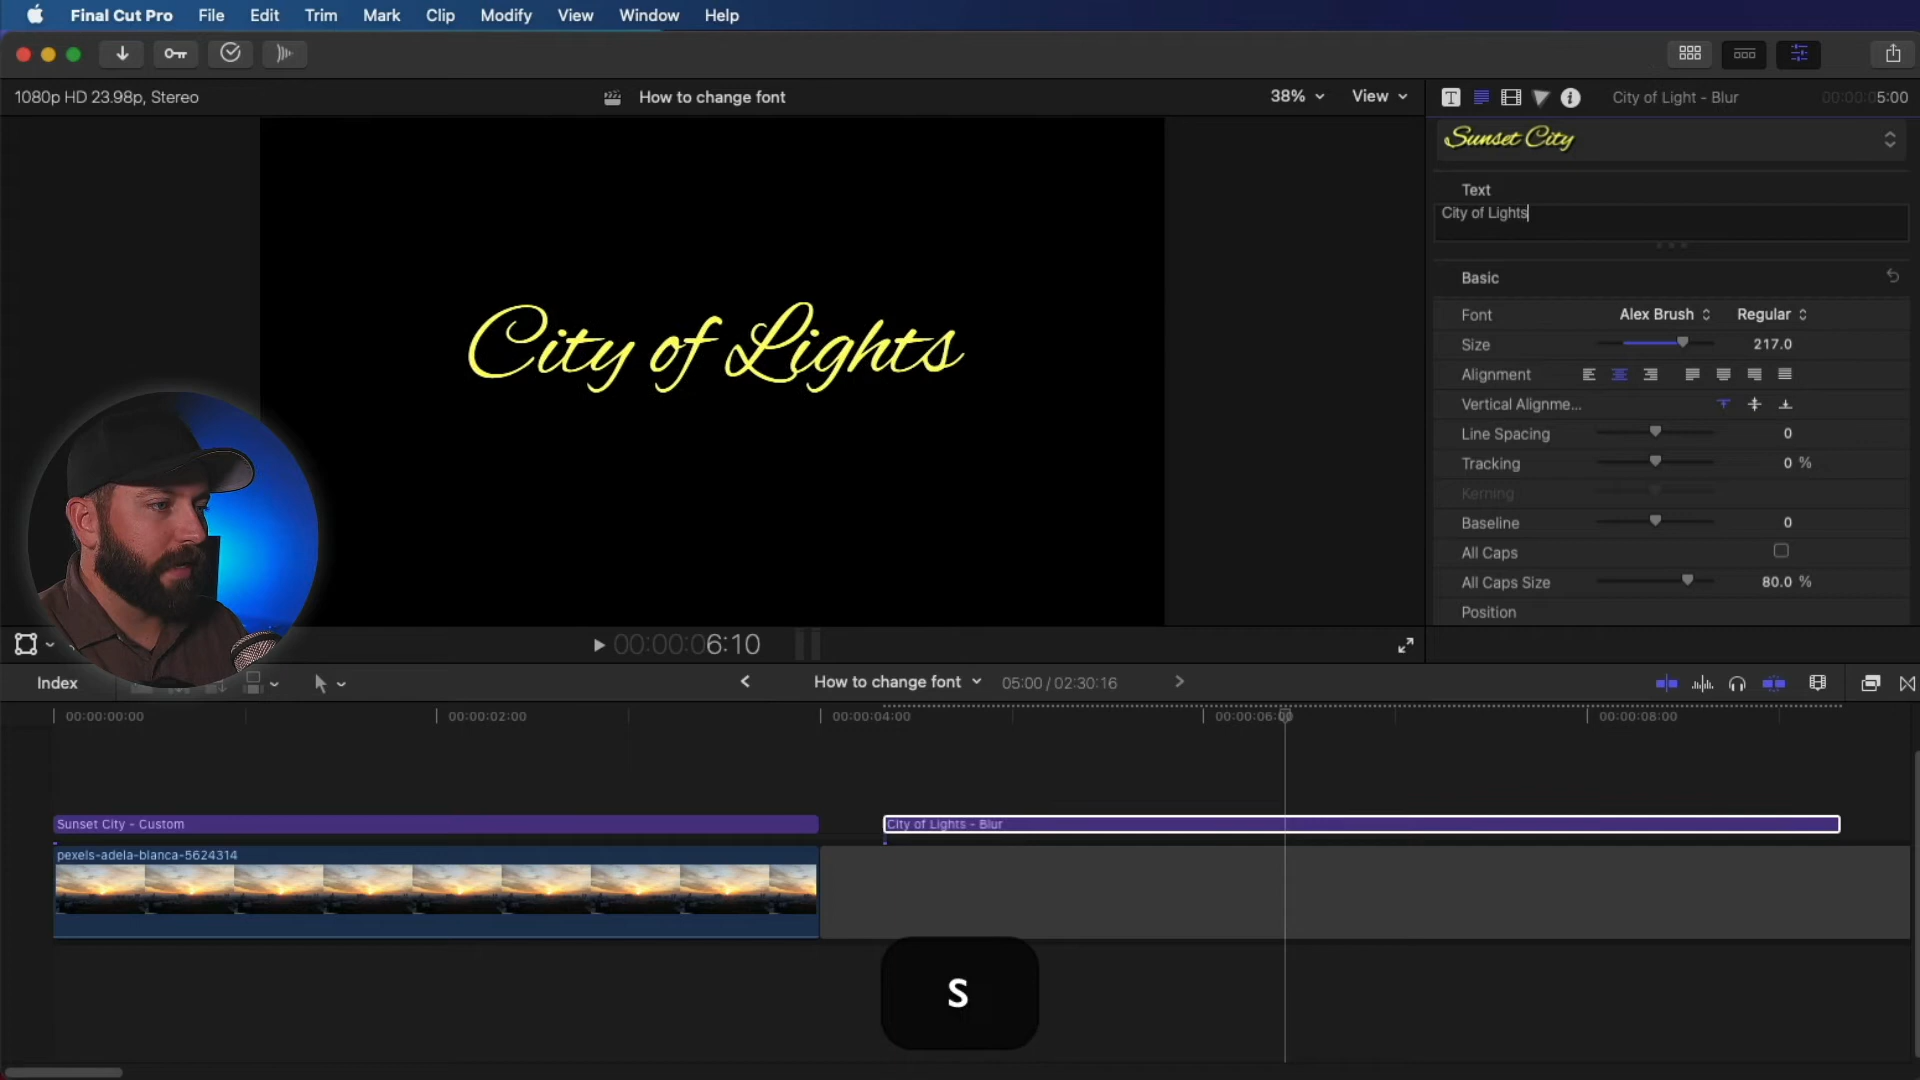 Final Cut Pro File Edit Trim Mark Clip Modify View Window Help
1080p HD 23.98p, Stereo
How to change font
38%
View
City of Light - Blur
00:00:05:00
Sunset City
Text
City of Lights
City of Lights
Basic
Font Alex Brush Regular
Size 217.0
Alignment
Vertical Alignme...
Line Spacing 0
Tracking 0 %
Kerning
Baseline 0
All Caps
All Caps Size 80.0 %
Position
00:00:06:10
Index
How to change font
05:00 / 02:30:16
00:00:00:00 00:00:02:00 00:00:04:00 00:00:06:00 00:00:08:00
Sunset City - Custom
City of Lights - Blur
pexels-adela-blanca-5624314
S